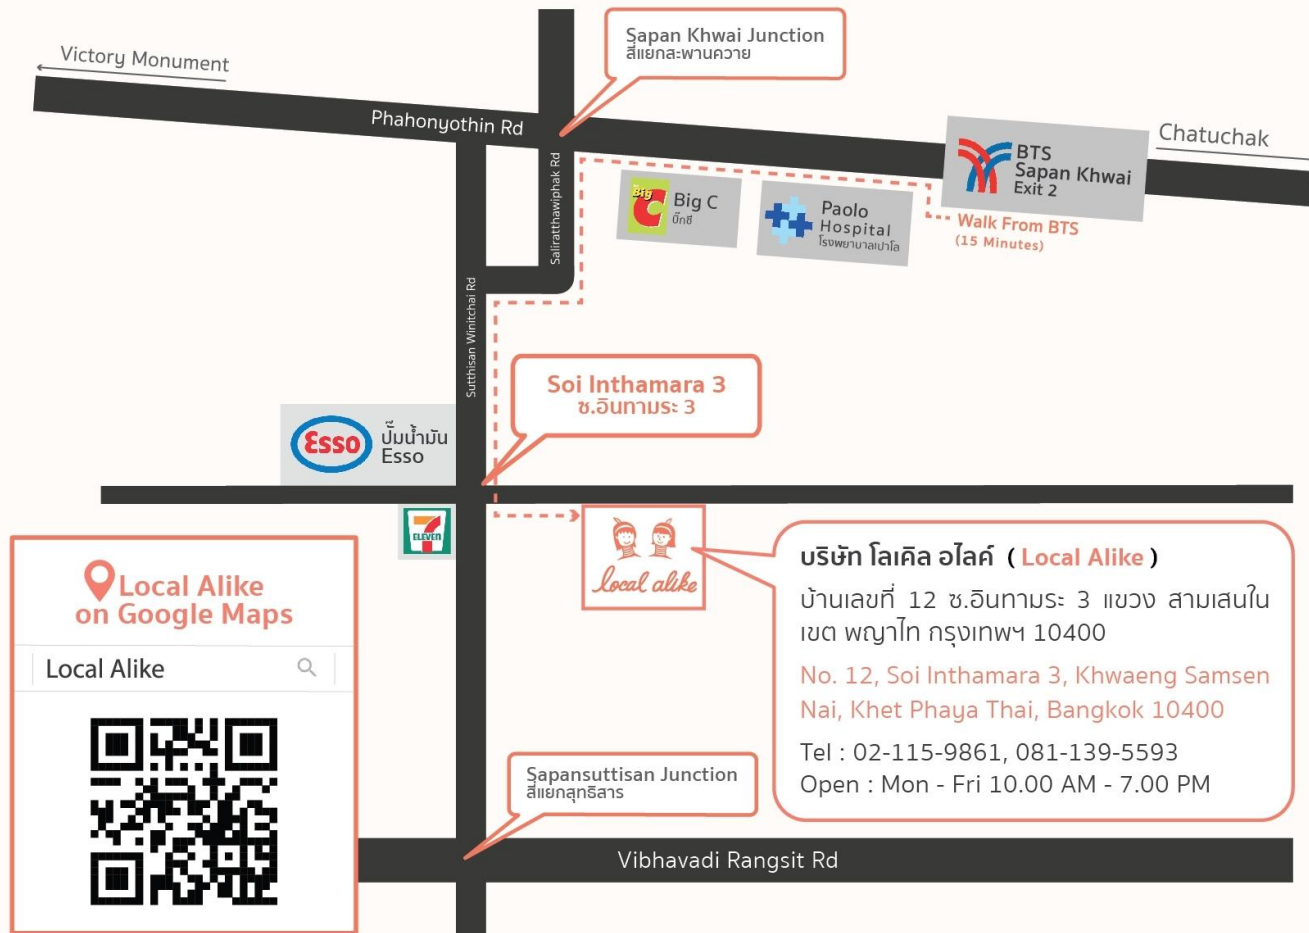 Victory Monument
Sapan Khwai Junction
สี่แยกสะพานควาย
Phahonyothin Rd
Chatuchak
BTS
Sapan Khwai
Exit 2
Big C
Big C
บิ๊กซี
Paolo
Hospital
โรงพยาบาลเปาโล
Walk From BTS
(15 Minutes)
Saliratthawiphak Rd
Sutthisan Winitchai Rd
Soi Inthamara 3
ซ.อินทามระ 3
Esso
ปั๊มน้ำมัน
Esso
7
ELEVEN
local alike
บริษัท โลเคิล อไลค์ ( Local Alike )
บ้านเลขที่ 12 ซ.อินทามระ 3 แขวง สามเสนใน
เขต พญาไท กรุงเทพฯ 10400
No. 12, Soi Inthamara 3, Khwaeng Samsen
Nai, Khet Phaya Thai, Bangkok 10400
Tel : 02-115-9861, 081-139-5593
Open : Mon - Fri 10.00 AM - 7.00 PM
Local Alike
on Google Maps
Local Alike
Sapansuttisan Junction
สี่แยกสุทธิสาร
Vibhavadi Rangsit Rd